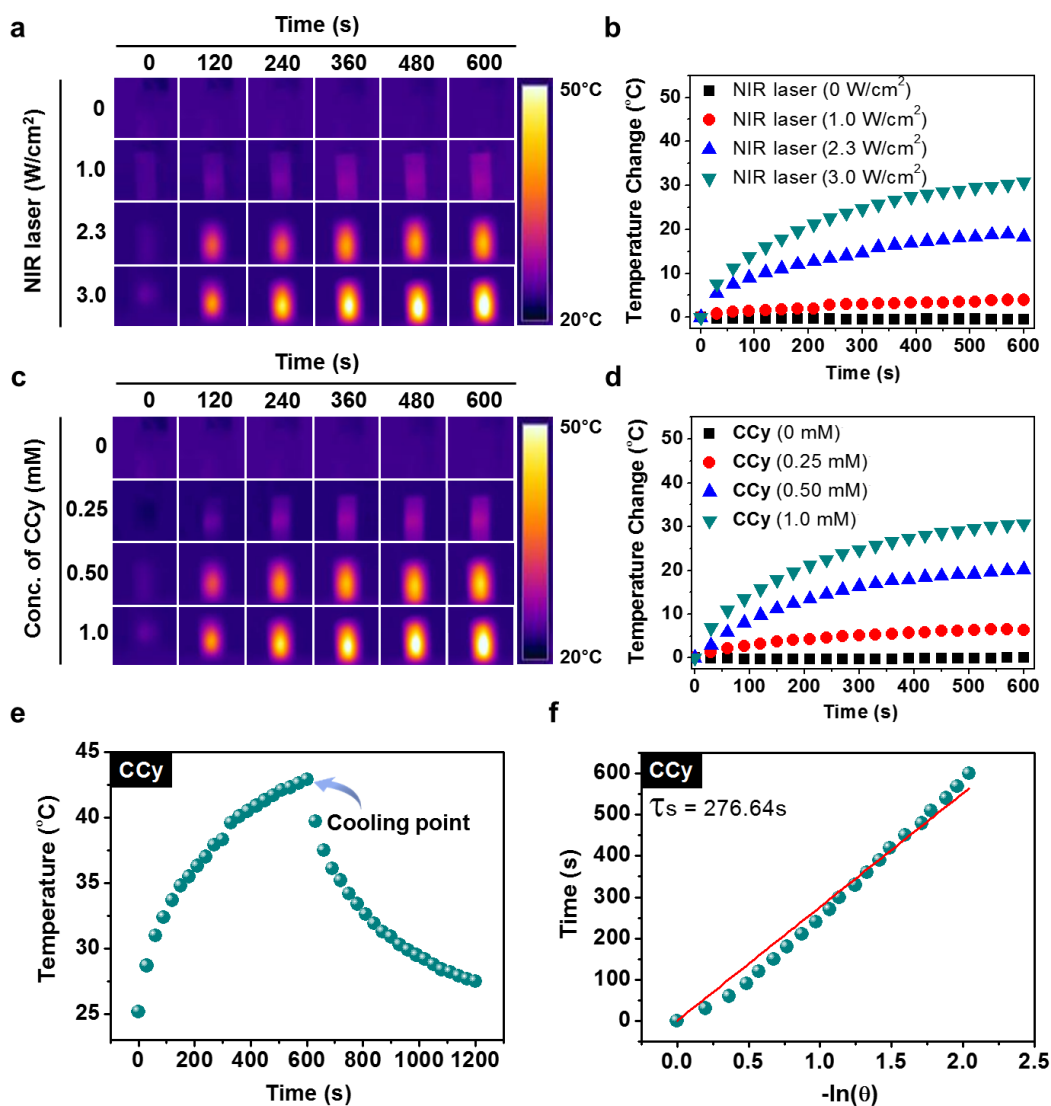 a
Time (s)
0 120 240 360 480 600
NIR laser (W/cm²)
0
1.0
2.3
3.0
50°C
20°C
b
Temperature Change (°C)
50
40
30
20
10
0
NIR laser (0 W/cm²)
NIR laser (1.0 W/cm²)
NIR laser (2.3 W/cm²)
NIR laser (3.0 W/cm²)
0 100 200 300 400 500 600
Time (s)
c
Time (s)
0 120 240 360 480 600
Conc. of CCy (mM)
0
0.25
0.50
1.0
50°C
20°C
d
Temperature Change (°C)
50
40
30
20
10
0
CCy (0 mM)
CCy (0.25 mM)
CCy (0.50 mM)
CCy (1.0 mM)
0 100 200 300 400 500 600
Time (s)
e
Temperature (°C)
45
40
35
30
25
CCy
Cooling point
0 200 400 600 800 1000 1200
Time (s)
f
Time (s)
600
500
400
300
200
100
0
CCy
τs = 276.64s
0.0 0.5 1.0 1.5 2.0 2.5
-ln(θ)